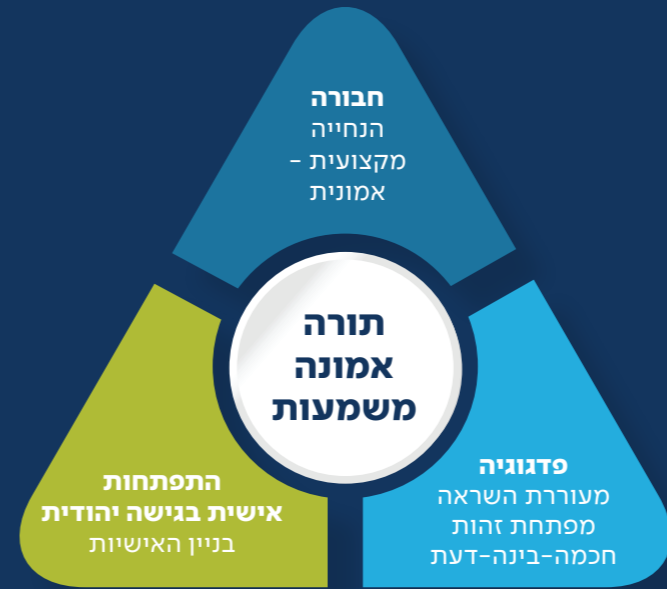 חבורה
הנחייה
מקצועית -
אמונית
תורה
אמונה
משמעות
פדגוגיה
מעוררת השראה
מפתחת זהות
חכמה-בינה-דעת
התפתחות
אישית בגישה יהודית
בניין האישיות